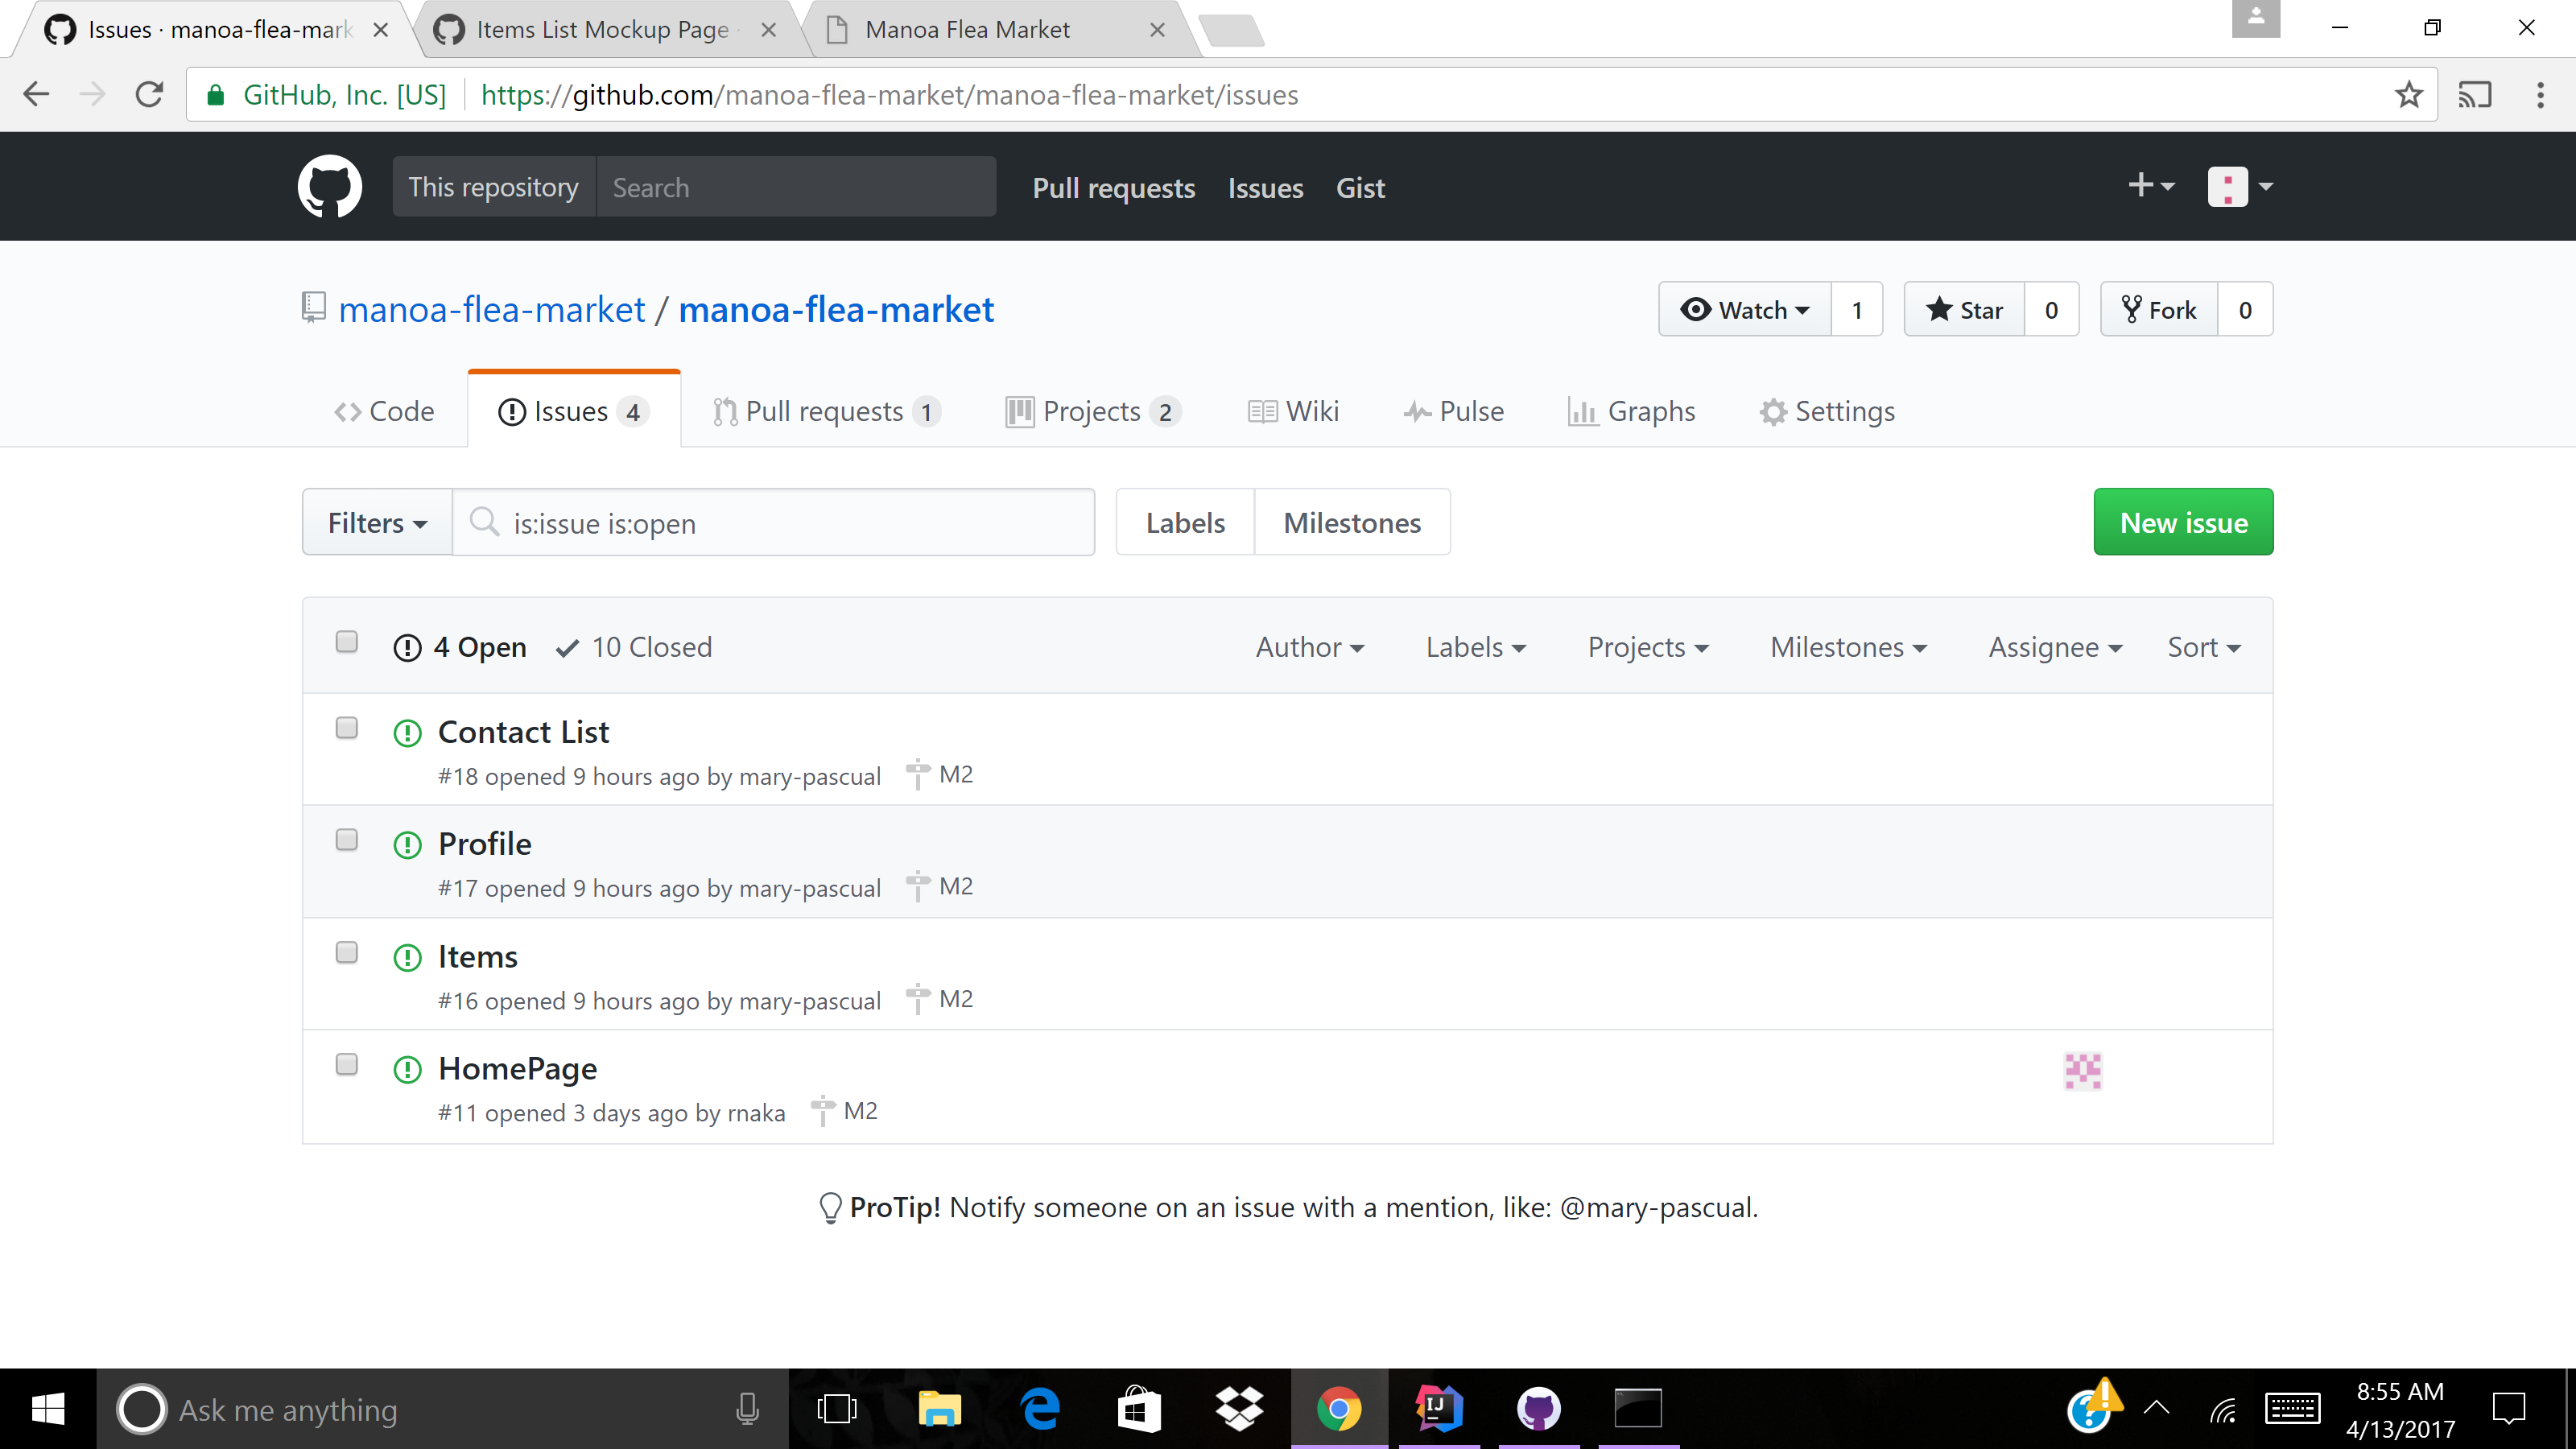 Issues · manoa-flea-mark
Items List Mockup Page ·
Manoa Flea Market
GitHub, Inc. [US]
https://github.com/manoa-flea-market/manoa-flea-market/issues
This repository
Search
Pull requests
Issues
Gist
manoa-flea-market / manoa-flea-market
Watch
1
Star
0
Fork
0
Code
Issues 4
Pull requests 1
Projects 2
Wiki
Pulse
Graphs
Settings
Filters
is:issue is:open
Labels
Milestones
New issue
4 Open
10 Closed
Author
Labels
Projects
Milestones
Assignee
Sort
Contact List
#18 opened 9 hours ago by mary-pascual
M2
Profile
#17 opened 9 hours ago by mary-pascual
M2
Items
#16 opened 9 hours ago by mary-pascual
M2
HomePage
#11 opened 3 days ago by rnaka
M2
ProTip! Notify someone on an issue with a mention, like: @mary-pascual.
Ask me anything
IJ
8:55 AM
4/13/2017